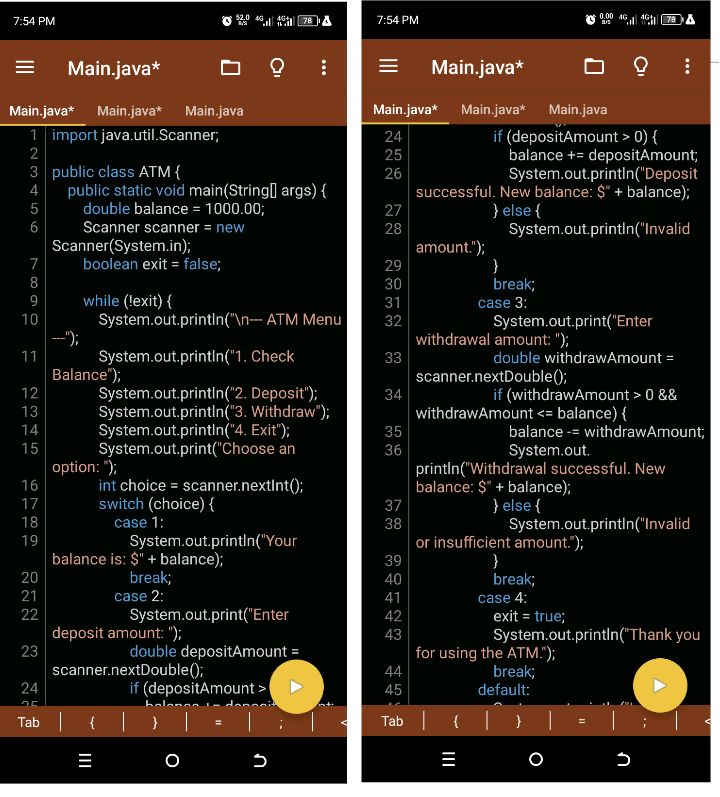 7:54 PM 52.0 B/S 4G 4G+ 78
Main.java*
Main.java* Main.java* Main.java
1 import java.util.Scanner;
2
3 public class ATM {
4 public static void main(String[] args) {
5 double balance = 1000.00;
6 Scanner scanner = new
Scanner(System.in);
7 boolean exit = false;
8
9 while (!exit) {
10 System.out.println("\n--- ATM Menu
---");
11 System.out.println("1. Check
Balance");
12 System.out.println("2. Deposit");
13 System.out.println("3. Withdraw");
14 System.out.println("4. Exit");
15 System.out.print("Choose an
option: ");
16 int choice = scanner.nextInt();
17 switch (choice) {
18 case 1:
19 System.out.println("Your
balance is: $" + balance);
20 break;
21 case 2:
22 System.out.print("Enter
deposit amount: ");
23 double depositAmount =
scanner.nextDouble();
24 if (depositAmount >
Tab { } = ; <
7:54 PM 0.00 B/S 4G 4G+ 78
Main.java*
Main.java* Main.java* Main.java
24 if (depositAmount > 0) {
25 balance += depositAmount;
26 System.out.println("Deposit
successful. New balance: $" + balance);
27 } else {
28 System.out.println("Invalid
amount.");
29 }
30 break;
31 case 3:
32 System.out.print("Enter
withdrawal amount: ");
33 double withdrawAmount =
scanner.nextDouble();
34 if (withdrawAmount > 0 &&
withdrawAmount <= balance) {
35 balance -= withdrawAmount;
36 System.out.
println("Withdrawal successful. New
balance: $" + balance);
37 } else {
38 System.out.println("Invalid
or insufficient amount.");
39 }
40 break;
41 case 4:
42 exit = true;
43 System.out.println("Thank you
for using the ATM.");
44 break;
45 default:
Tab { } = ; <